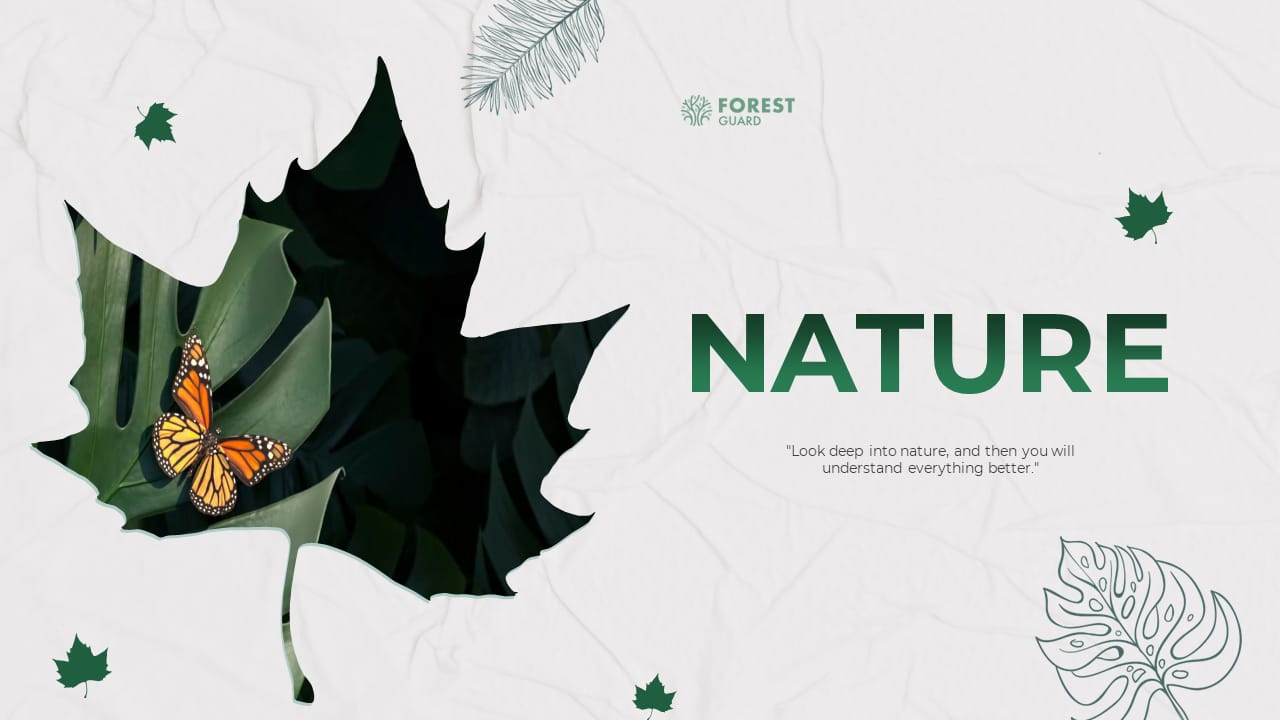 FOREST
GUARD
NATURE
"Look deep into nature, and then you will
understand everything better."